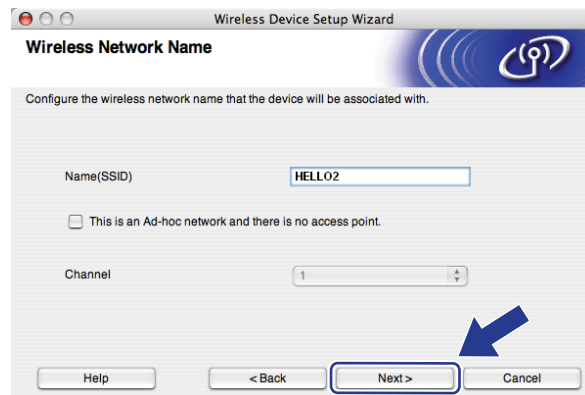 Wireless Device Setup Wizard
Wireless Network Name
Configure the wireless network name that the device will be associated with.
Name(SSID) HELLO2
This is an Ad-hoc network and there is no access point.
Channel 1
Help <Back Next> Cancel